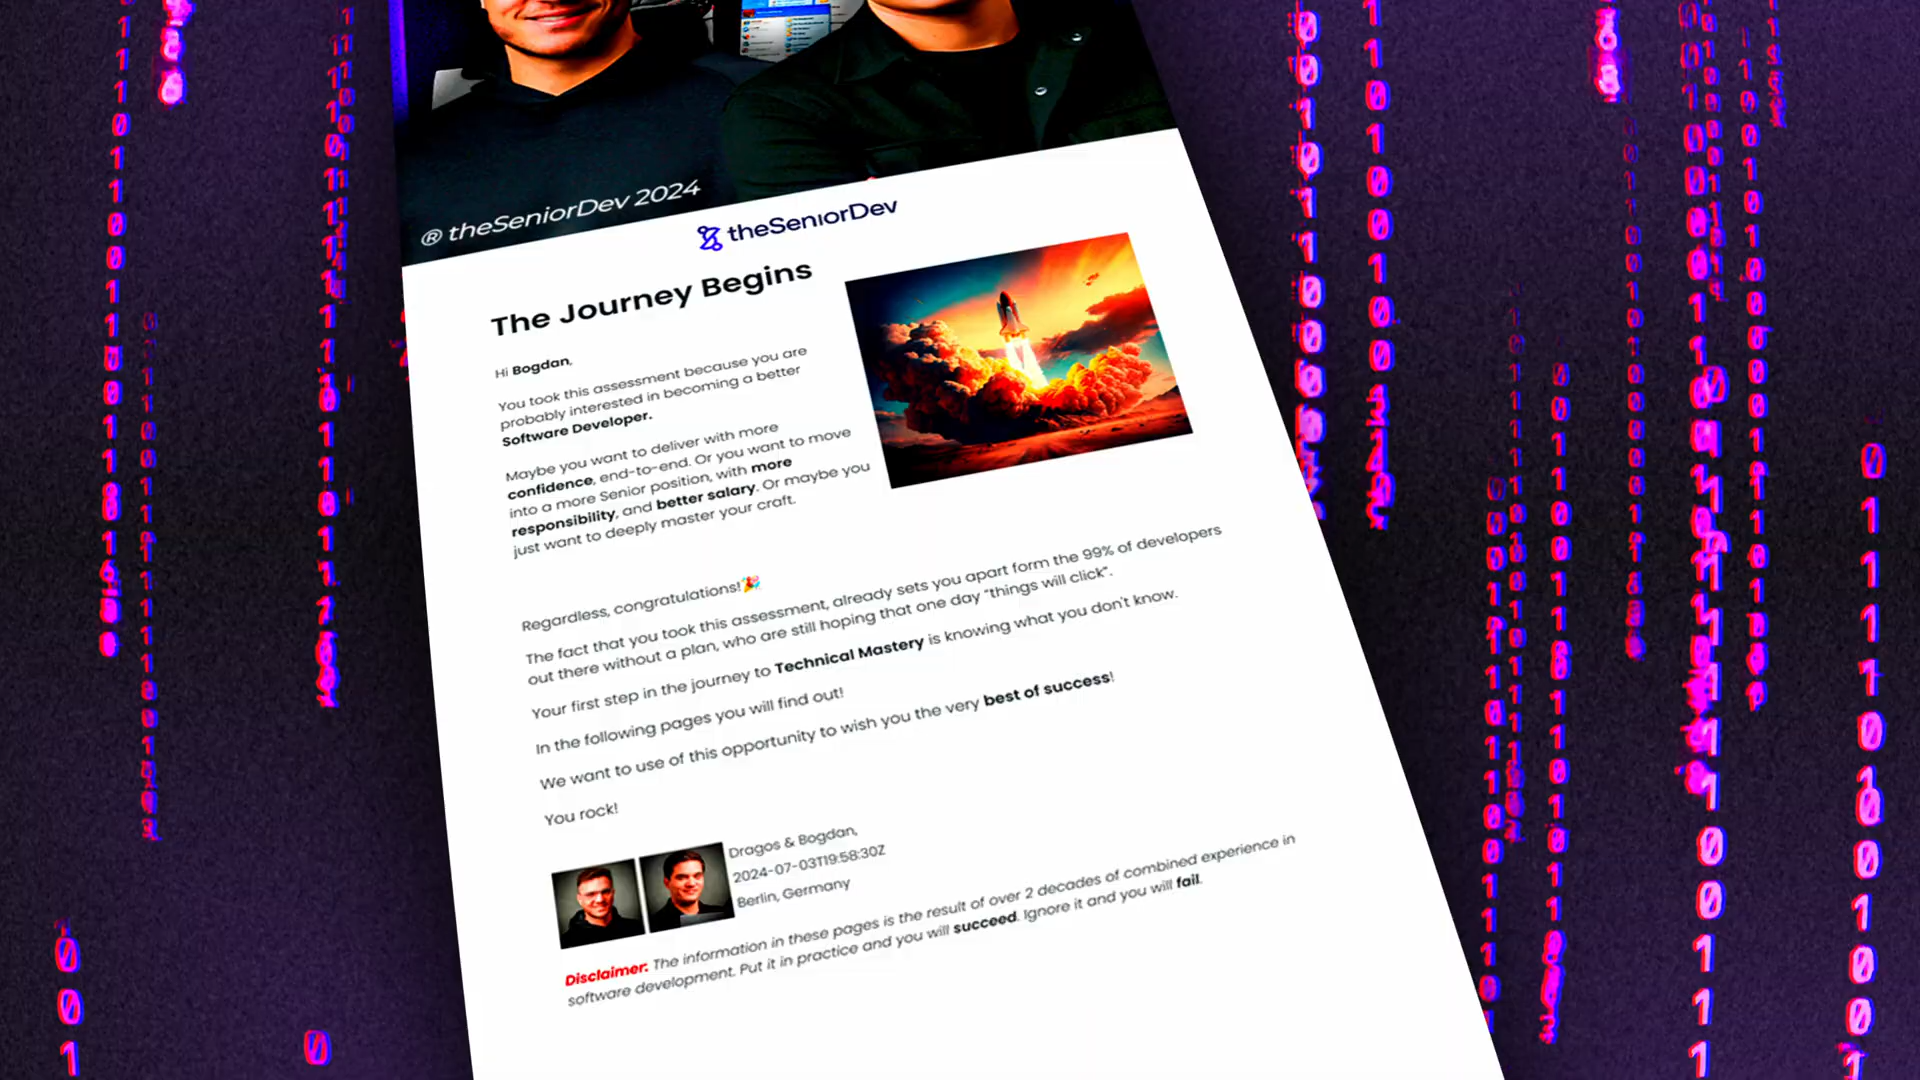 ® theSeniorDev 2024
theSeniorDev
The Journey Begins
Hi Bogdan,
You took this assessment because you are
probably interested in becoming a better
Software Developer.
Maybe you want to deliver with more
confidence, end-to-end. Or you want to move
into a more Senior position, with more
responsibility, and better salary. Or maybe you
just want to deeply master your craft.
Regardless, congratulations!🎉
The fact that you took this assessment, already sets you apart form the 99% of developers
out there without a plan, who are still hoping that one day “things will click”.
Your first step in the journey to Technical Mastery is knowing what you don't know.
In the following pages you will find out!
We want to use of this opportunity to wish you the very best of success!
You rock!
Dragos & Bogdan,
2024-07-03T19:58:30Z
Berlin, Germany
Disclaimer: The information in these pages is the result of over 2 decades of combined experience in
software development. Put it in practice and you will succeed. Ignore it and you will fail.